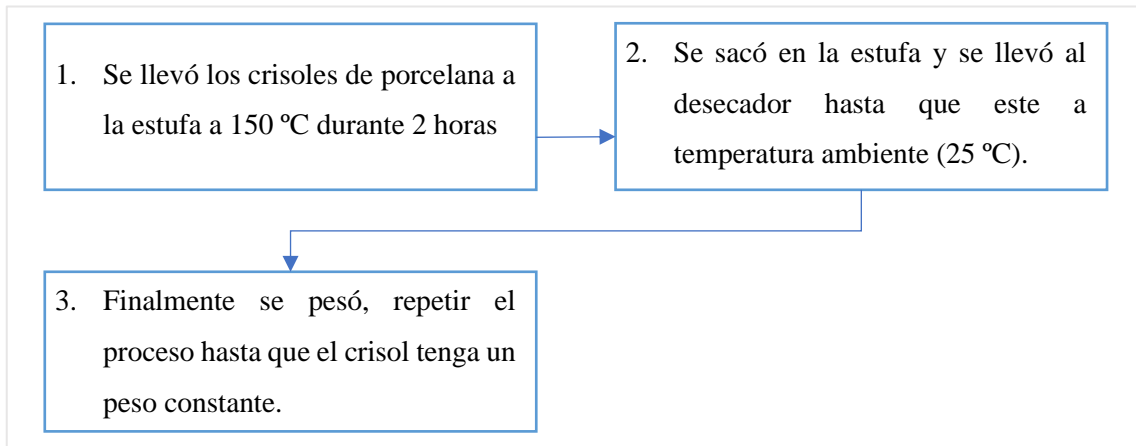 1. Se llevó los crisoles de porcelana a
la estufa a 150 ºC durante 2 horas
2. Se sacó en la estufa y se llevó al
desecador hasta que este a
temperatura ambiente (25 ºC).
3. Finalmente se pesó, repetir el
proceso hasta que el crisol tenga un
peso constante.